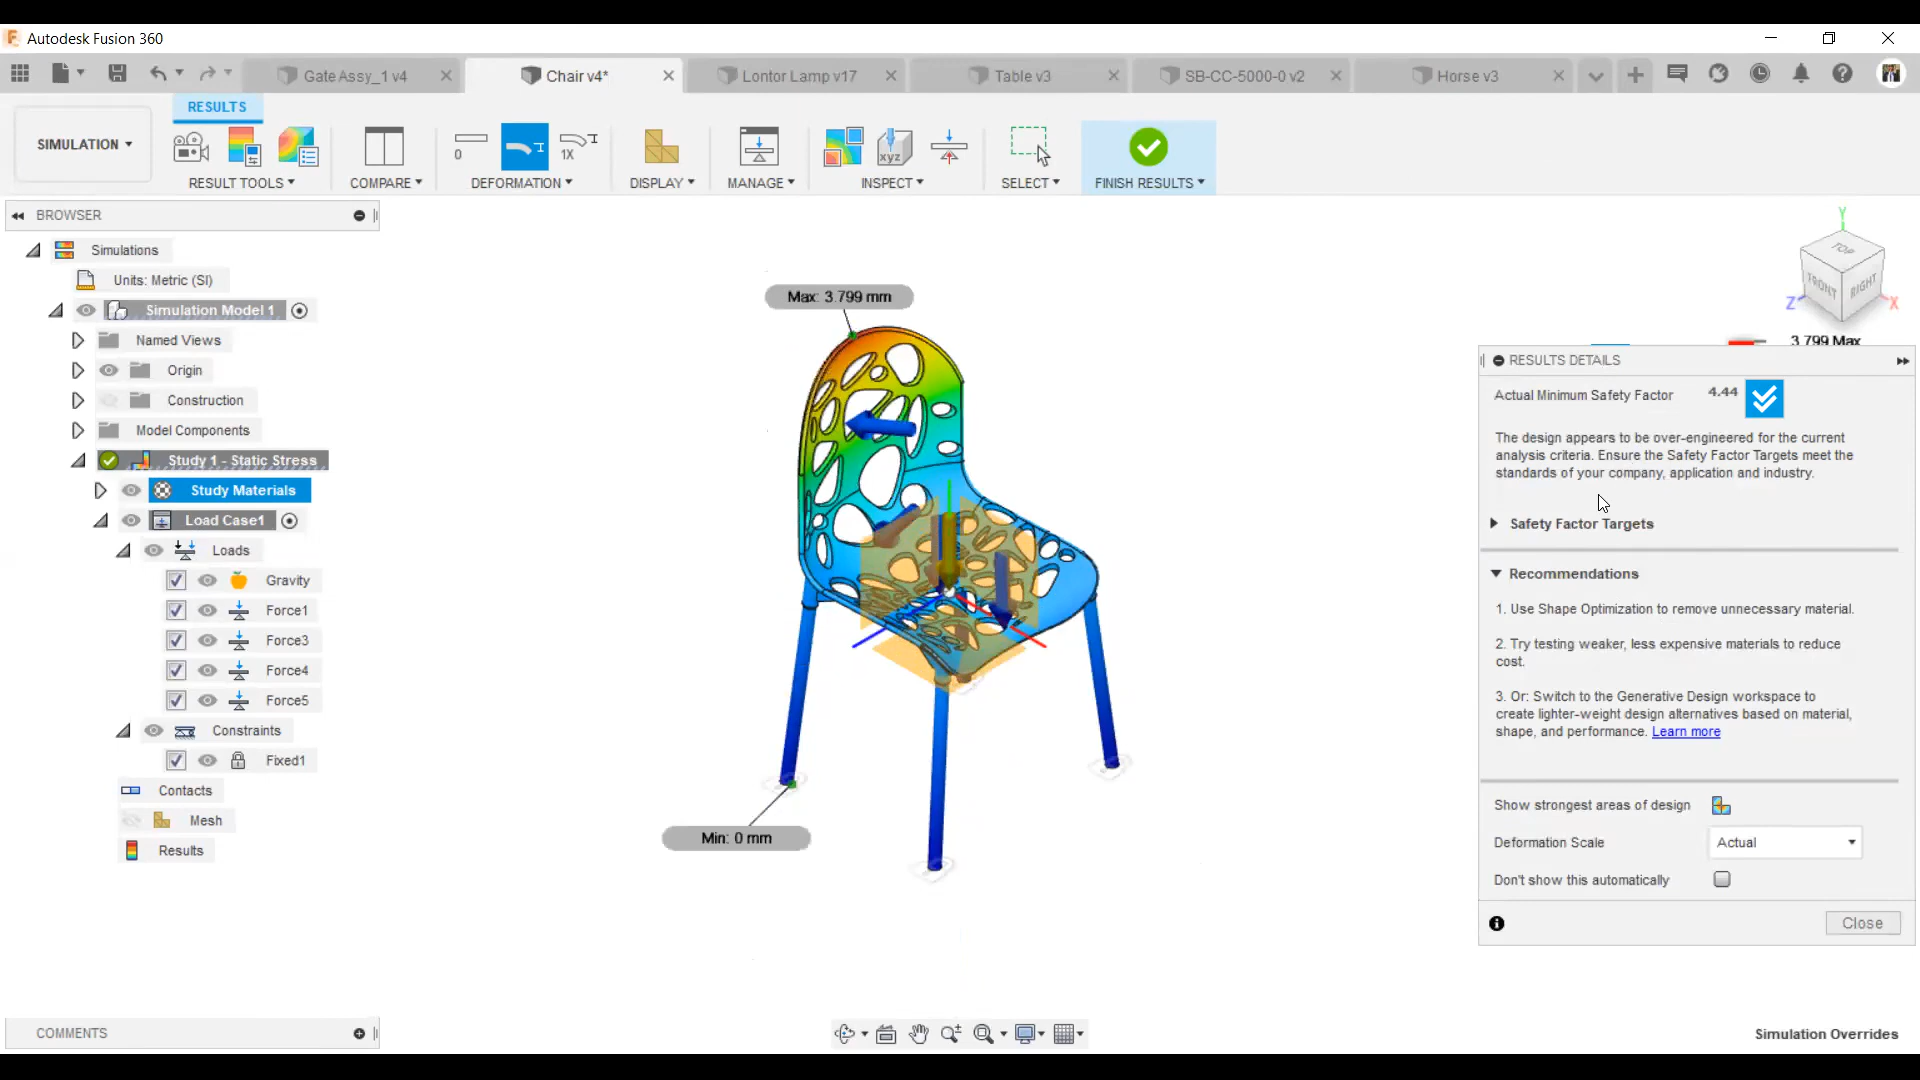 Autodesk Fusion 360
Gate Assy_1 v4
Chair v4*
Lontor Lamp v17
Table v3
SB-CC-5000-0 v2
Horse v3
SIMULATION
RESULTS
RESULT TOOLS
COMPARE
0
1X
DEFORMATION
DISPLAY
MANAGE
xyz
INSPECT
SELECT
FINISH RESULTS
BROWSER
Simulations
Units: Metric (SI)
Simulation Model 1
Named Views
Origin
Construction
Model Components
Study 1 - Static Stress
Study Materials
Load Case1
Loads
Gravity
Force1
Force3
Force4
Force5
Constraints
Fixed1
Contacts
Mesh
Results
Max: 3.799 mm
Min: 0 mm
Y
TOP
FRONT
RIGHT
Z
X
3.799 Max
RESULTS DETAILS
Actual Minimum Safety Factor 4.44
The design appears to be over-engineered for the current
analysis criteria. Ensure the Safety Factor Targets meet the
standards of your company, application and industry.
Safety Factor Targets
Recommendations
1. Use Shape Optimization to remove unnecessary material.
2. Try testing weaker, less expensive materials to reduce
cost.
3. Or: Switch to the Generative Design workspace to
create lighter-weight design alternatives based on material,
shape, and performance. Learn more
Show strongest areas of design
Deformation Scale Actual
Don't show this automatically
Close
COMMENTS
Simulation Overrides